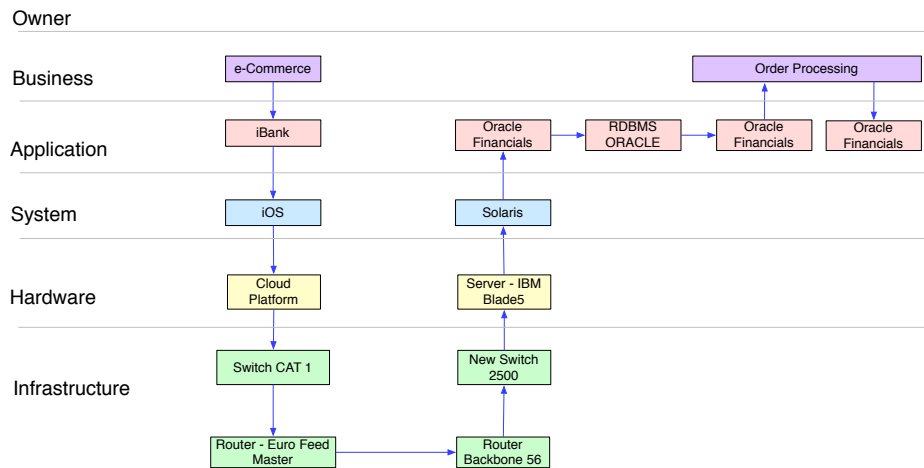 Owner
Business
e-Commerce
Order Processing
Application
iBank
Oracle
Financials
RDBMS
ORACLE
Oracle
Financials
Oracle
Financials
System
iOS
Solaris
Hardware
Cloud
Platform
Server - IBM
Blade5
Infrastructure
Switch CAT 1
New Switch
2500
Router - Euro Feed
Master
Router
Backbone 56